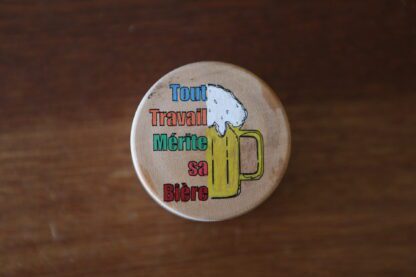 Tout
Travail
Mérite
sa
Bière